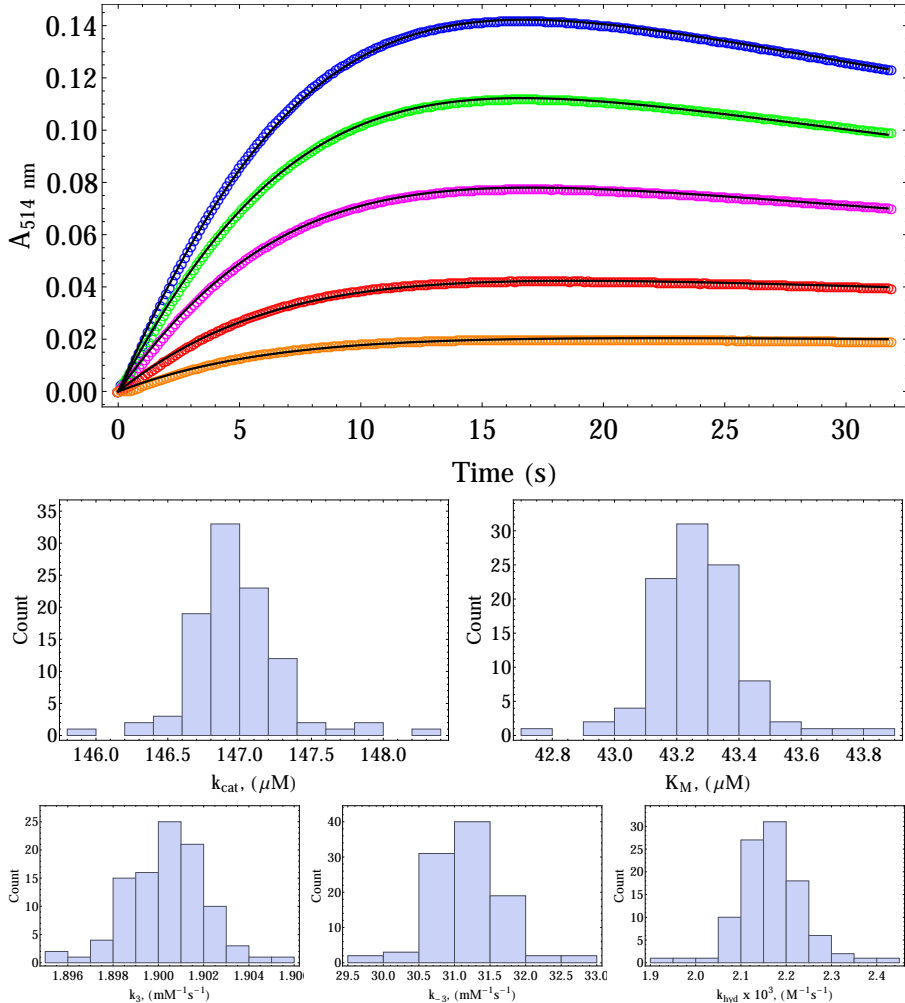 0.14
0.12
0.10
0.08
0.06
0.04
0.02
0.00
A514 nm
0 5 10 15 20 25 30
Time (s)
35
30
25
20
15
10
5
0
Count
146.0 146.5 147.0 147.5 148.0
kcat, (μM)
30
25
20
15
10
5
0
Count
42.8 43.0 43.2 43.4 43.6 43.8
KM, (μM)
25
20
15
10
5
0
Count
1.896 1.898 1.900 1.902 1.904 1.906
k3, (mM−1s−1)
40
30
20
10
0
Count
29.5 30.0 30.5 31.0 31.5 32.0 32.5 33.0
k−3, (mM−1s−1)
30
25
20
15
10
5
0
Count
1.9 2.0 2.1 2.2 2.3 2.4
khyd x 103, (M−1s−1)